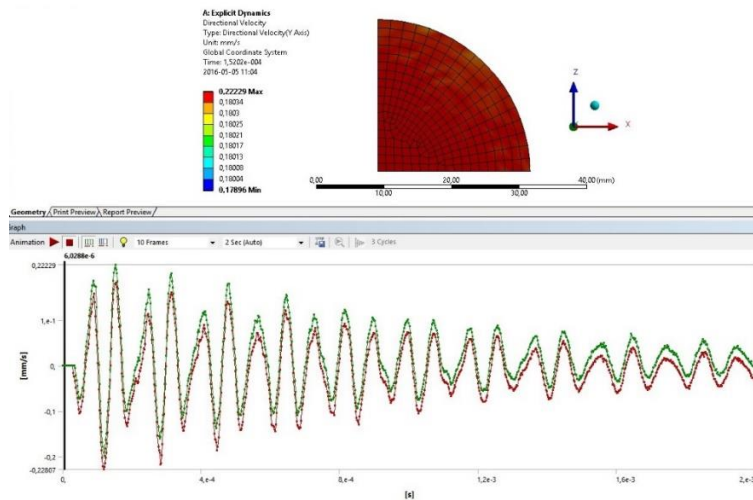 A: Explicit Dynamics
Directional Velocity
Type: Directional Velocity(Y Axis)
Unit: mm/s
Global Coordinate System
Time: 1,5202e-004
2016-05-05 11:04
0,22229 Max
0,18034
0,1803
0,18025
0,18021
0,18017
0,18013
0,18008
0,18004
0,17896 Min
Z
X
0,00
10,00
20,00
30,00
40,00 (mm)
Geometry / Print Preview / Report Preview /
raph
Animation 10 Frames 2 Sec (Auto) 3 Cycles
6,0288e-6
0,22229
1,e-1
0,
-0,1
-0,2
-0,22807
[mm/s]
0, 4,e-4 8,e-4 1,2e-3 1,6e-3 2,e-3
[s]